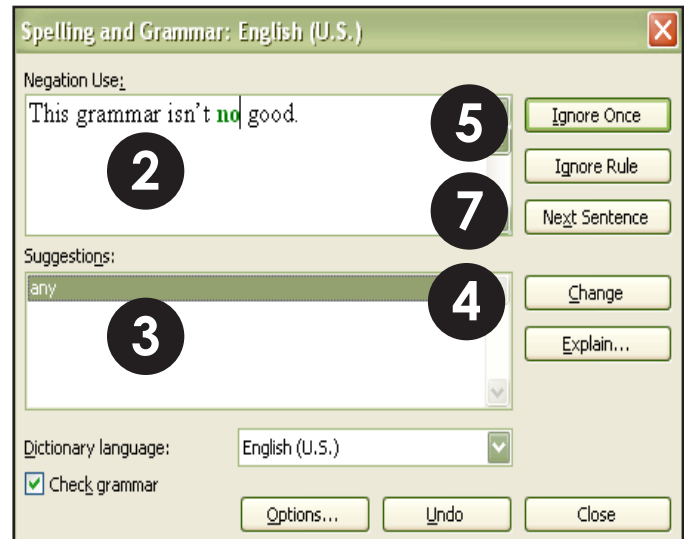 Spelling and Grammar: English (U.S.)
Negation Use:
This grammar isn't no good.
5
Ignore Once
2
Ignore Rule
7
Next Sentence
Suggestions:
any
4
Change
3
Explain...
Dictionary language:
English (U.S.)
Check grammar
Options...
Undo
Close